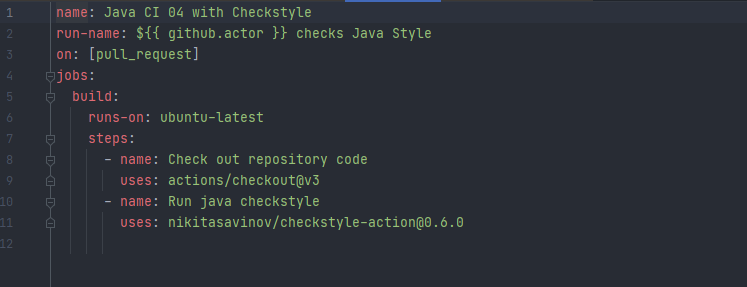 1 name: Java CI 04 with Checkstyle
2 run-name: ${{ github.actor }} checks Java Style
3 on: [pull_request]
4 jobs:
5   build:
6     runs-on: ubuntu-latest
7     steps:
8       - name: Check out repository code
9         uses: actions/checkout@v3
10       - name: Run java checkstyle
11         uses: nikitasavinov/checkstyle-action@0.6.0
12